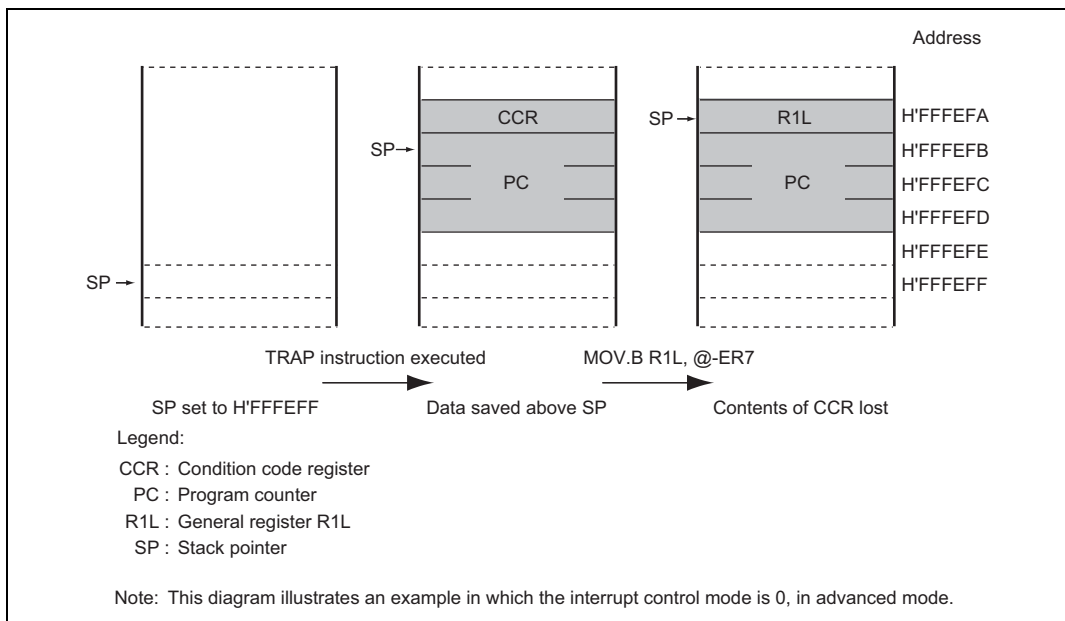 Address
CCR
SP
R1L
H'FFFEFA
SP
H'FFFEFB
PC
PC
H'FFFEFC
H'FFFEFD
H'FFFEFE
SP
H'FFFEFF
TRAP instruction executed
MOV.B R1L, @-ER7
SP set to H'FFFEFF
Data saved above SP
Contents of CCR lost
Legend:
CCR : Condition code register
PC : Program counter
R1L : General register R1L
SP : Stack pointer
Note: This diagram illustrates an example in which the interrupt control mode is 0, in advanced mode.